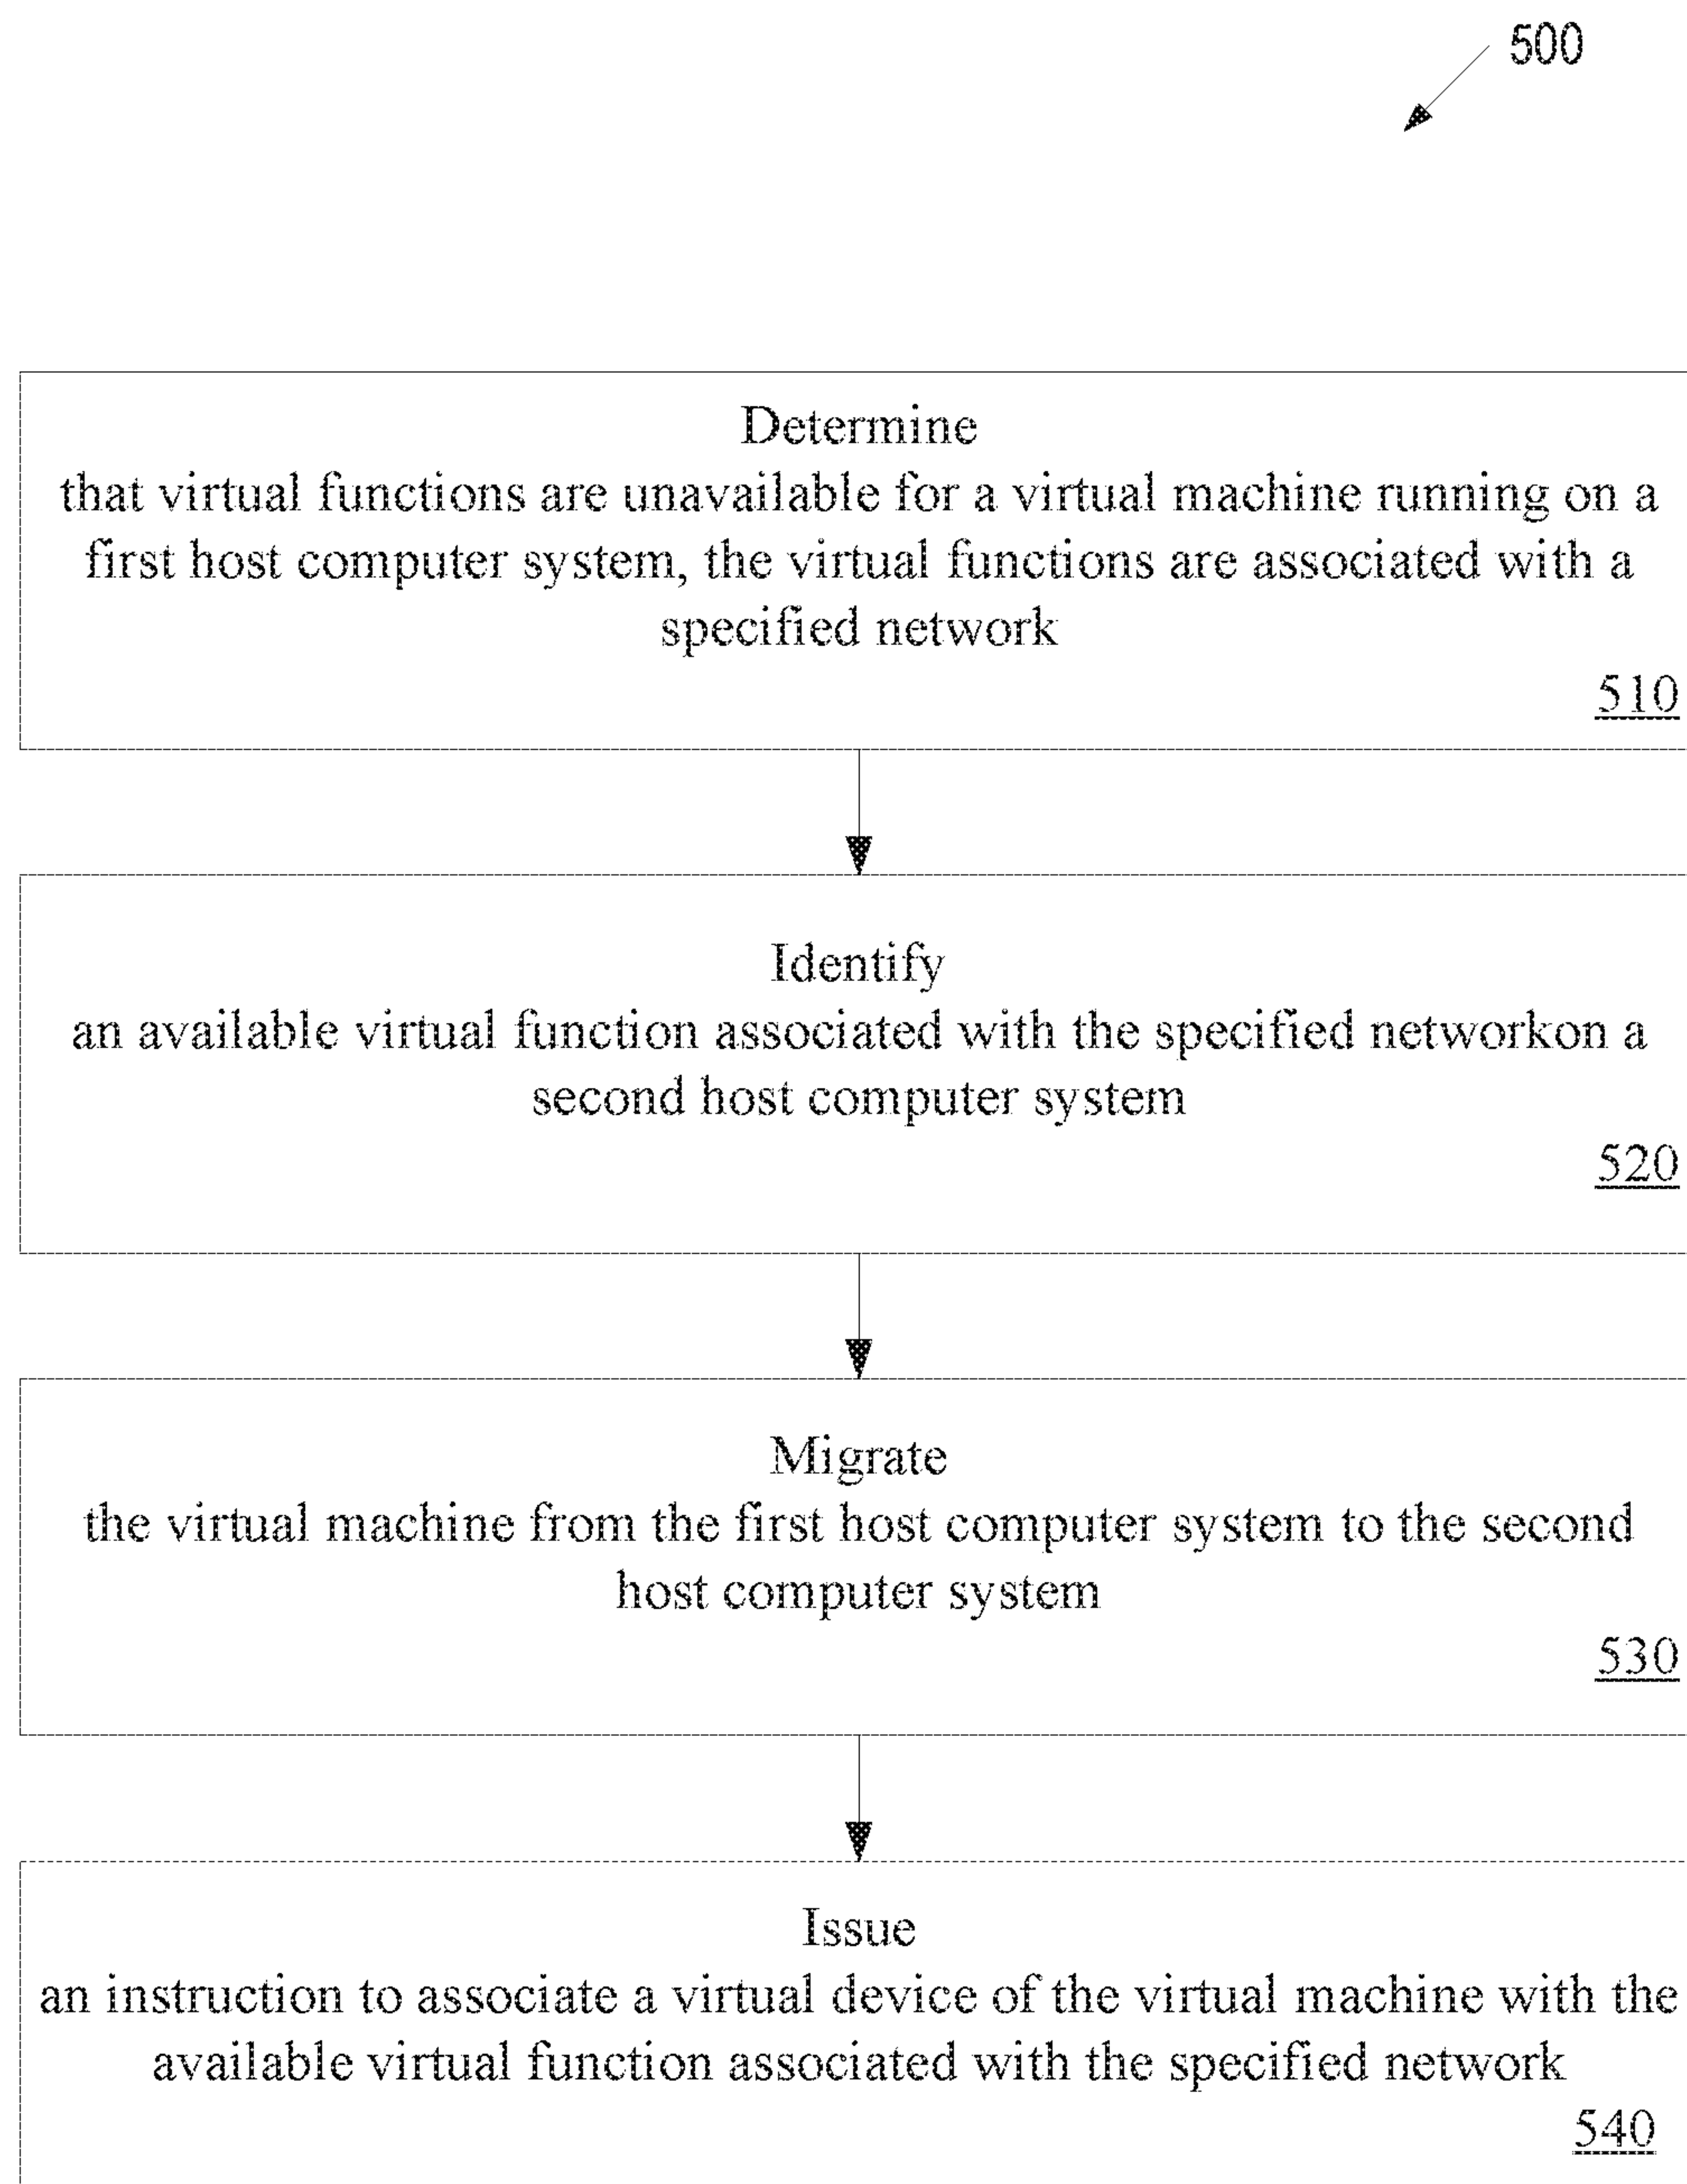 500
Determine
that virtual functions are unavailable for a virtual machine running on a
first host computer system, the virtual functions are associated with a
specified network
510
Identify
an available virtual function associated with the specified networkon a
second host computer system
520
Migrate
the virtual machine from the first host computer system to the second
host computer system
530
Issue
an instruction to associate a virtual device of the virtual machine with the
available virtual function associated with the specified network
540